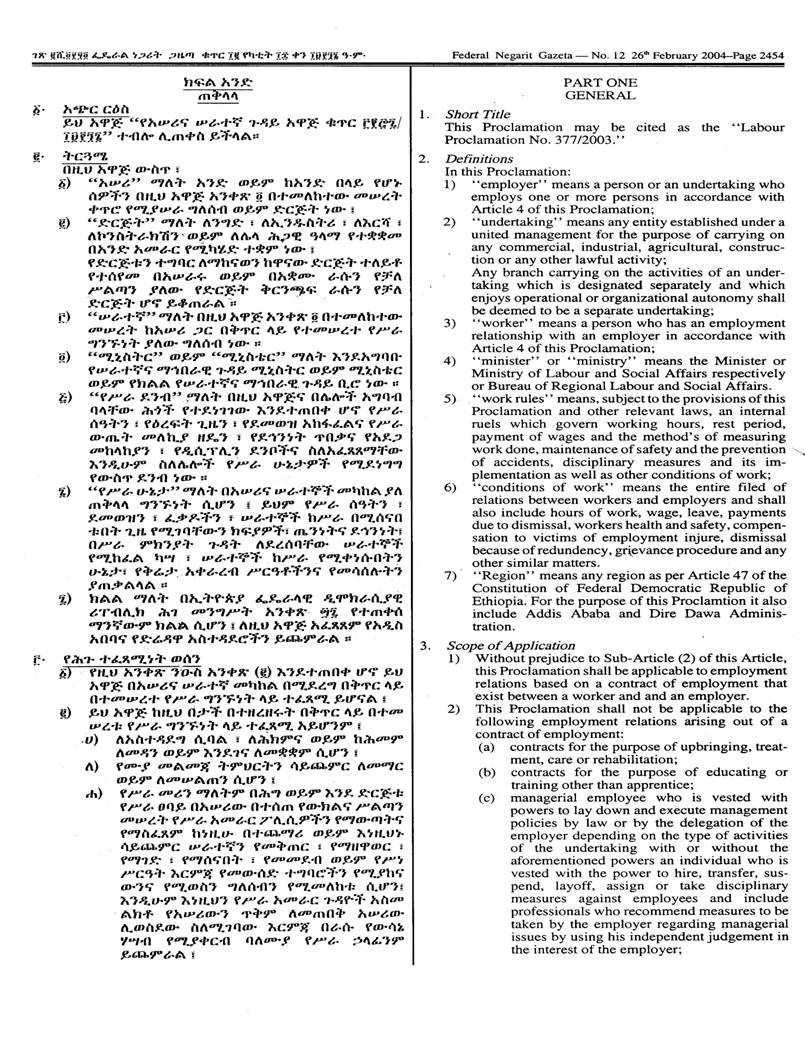 ገጽ ፪ሺ፬፻፶፬ ፌዴራል ነጋሪት ጋዜጣ ቁጥር ፲፪ የካቲት ፲፰ ቀን ፲፱፻፺፮ ዓ.ም.
Federal Negarit Gazeta — No. 12 26th February 2004—Page 2454
ክፍል አንድ
ጠቅላላ
፩. አጭር ርዕስ
ይህ አዋጅ “የአሠሪና ሠራተኛ ጉዳይ አዋጅ ቁጥር ፫፻፸፯/
፲፱፻፺፮” ተብሎ ሊጠቀስ ይችላል።
፪. ትርጓሜ
በዚህ አዋጅ ውስጥ ፤
፩) “አሠሪ” ማለት አንድ ወይም ከአንድ በላይ የሆኑ
ሰዎችን በዚህ አዋጅ አንቀጽ ፬ በተመለከተው መሠረት
ቀጥሮ የሚያሠራ ግለሰብ ወይም ድርጅት ነው ፤
፪) “ድርጅት” ማለት ለንግድ ፣ ለኢንዱስትሪ ፣ ለእርሻ ፣
ለኮንስትራክሽን ወይም ለሌላ ሕጋዊ ዓላማ የተቋቋመ
በአንድ አመራር የሚካሄድ ተቋም ነው ፤
የድርጅቱን ተግባር ለማከናወን ከዋናው ድርጅት ተለይቶ
የተሰየመ በአሠራሩ ወይም በአቋሙ ራሱን የቻለ
ሥልጣን ያለው የድርጅት ቅርንጫፍ ራሱን የቻለ
ድርጅት ሆኖ ይቆጠራል ።
፫) “ሠራተኛ” ማለት በዚህ አዋጅ አንቀጽ ፬ በተመለከተው
መሠረት ከአሠሪ ጋር በቅጥር ላይ የተመሠረተ የሥራ
ግንኙነት ያለው ግለሰብ ነው ።
፬) “ሚኒስትር” ወይም “ሚኒስቴር” ማለት እንደአግባቡ
የሠራተኛና ማኅበራዊ ጉዳይ ሚኒስትር ወይም ሚኒስቴር
ወይም የክልል የሠራተኛና ማኅበራዊ ጉዳይ ቢሮ ነው ።
፭) “የሥራ ደንብ” ማለት በዚህ አዋጅና በሌሎች አግባብ
ባላቸው ሕጎች የተደነገገው እንደተጠበቀ ሆኖ የሥራ
ሰዓትን ፣ የዕረፍት ጊዜን ፣ የደመወዝ አከፋፈልና የሥራ
ውጤት መለኪያ ዘዴን ፣ የደኅንነት ጥበቃና የአደጋ
መከላከያን ፣ የዲሲፕሊን ደንቦችና ስለአፈጻጸማቸው
እንዲሁም ስለሌሎች የሥራ ሁኔታዎች የሚደነግግ
የውስጥ ደንብ ነው ።
፮) “የሥራ ሁኔታ” ማለት በአሠሪና ሠራተኞች መካከል ያለ
ጠቅላላ ግንኙነት ሲሆን ፤ ይህም የሥራ ሰዓትን ፣
ደመወዝን ፣ ፈቃዶችን ፣ ሠራተኞች ከሥራ በሚሰናበ
ቱበት ጊዜ የሚገባቸውን ክፍያዎች፣ ጤንነትና ደኅንነት፤
በሥራ ምክንያት ጉዳት ለደረሰባቸው ሠራተኞች
የሚከፈል ካሣ ፣ ሠራተኞች ከሥራ የሚቀነሱበትን
ሁኔታ፣ የቅሬታ አቀራረብ ሥርዓቶችንና የመሳሰሉትን
ያጠቃልላል ።
፯) ክልል ማለት በኢትዮጵያ ፌዴራላዊ ዲሞክራሲያዊ
ሪፐብሊክ ሕገ መንግሥት አንቀጽ ፵፯ የተጠቀሰ
ማንኛውም ክልል ሲሆን ፤ ለዚህ አዋጅ አፈጻጸም የአዲስ
አበባና የድሬዳዋ አስተዳደሮችን ይጨምራል ።
፫. የሕጉ ተፈጻሚነት ወሰን
፩) የዚህ አንቀጽ ንዑስ አንቀጽ (፪) እንደተጠበቀ ሆኖ ይህ
አዋጅ በአሠሪና ሠራተኛ መካከል በሚደረግ በቅጥር ላይ
በተመሠረተ የሥራ ግንኙነት ላይ ተፈጻሚ ይሆናል ፤
፪) ይህ አዋጅ ከዚህ በታች በተዘረዘሩት በቅጥር ላይ በተመ
ሠረቱ የሥራ ግንኙነት ላይ ተፈጻሚ አይሆንም ፤
ሀ) ለአስተዳደግ ሲባል ፣ ለሕክምና ወይም ከሕመም
ለመዳን ወይም እንደገና ለመቋቋም ሲሆን ፤
ለ) የሙያ መልመጃ ትምህርትን ሳይጨምር ለመማር
ወይም ለመሠልጠን ሲሆን ፤
ሐ) የሥራ መሪን ማለትም በሕግ ወይም እንደ ድርጅቱ
የሥራ ፀባይ በአሠሪው በተሰጠ የውክልና ሥልጣን
መሠረት የሥራ አመራር ፖሊሲዎችን የማውጣትና
የማስፈጸም ከነዚሁ በተጨማሪ ወይም እነዚህኑ
ሳይጨምር ሠራተኛን የመቅጠር ፣ የማዘዋወር ፣
የማገድ ፣ የማሰናበት ፣ የመመደብ ወይም የሥነ
ሥርዓት እርምጃ የመውሰድ ተግባሮችን የሚያከና
ውንና የሚወስን ግለሰብን የሚመለከቱ ሲሆን፤
እንዲሁም እነዚህን የሥራ አመራር ጉዳዮች አስመ
ልክቶ የአሠሪውን ጥቅም ለመጠበቅ አሠሪው
ሊወስደው ስለሚገባው እርምጃ በራሱ የውሳኔ
ሃሣብ የሚያቀርብ ባለሙያ የሥራ ኃላፊንም
ይጨምራል ፤
PART ONE
GENERAL
1. Short Title
This Proclamation may be cited as the “Labour
Proclamation No. 377/2003.”
2. Definitions
In this Proclamation:
1) “employer” means a person or an undertaking who
employs one or more persons in accordance with
Article 4 of this Proclamation;
2) “undertaking” means any entity established under a
united management for the purpose of carrying on
any commercial, industrial, agricultural, construc-
tion or any other lawful activity;
Any branch carrying on the activities of an under-
taking which is designated separately and which
enjoys operational or organizational autonomy shall
be deemed to be a separate undertaking;
3) “worker” means a person who has an employment
relationship with an employer in accordance with
Article 4 of this Proclamation;
4) “minister” or “ministry” means the Minister or
Ministry of Labour and Social Affairs respectively
or Bureau of Regional Labour and Social Affairs.
5) “work rules” means, subject to the provisions of this
Proclamation and other relevant laws, an internal
ruels which govern working hours, rest period,
payment of wages and the method's of measuring
work done, maintenance of safety and the prevention
of accidents, disciplinary measures and its im-
plementation as well as other conditions of work;
6) “conditions of work” means the entire filed of
relations between workers and employers and shall
also include hours of work, wage, leave, payments
due to dismissal, workers health and safety, compen-
sation to victims of employment injure, dismissal
because of redundency, grievance procedure and any
other similar matters.
7) “Region” means any region as per Article 47 of the
Constitution of Federal Democratic Republic of
Ethiopia. For the purpose of this Proclamtion it also
include Addis Ababa and Dire Dawa Adminis-
tration.
3. Scope of Application
1) Without prejudice to Sub-Article (2) of this Article,
this Proclamation shall be applicable to employment
relations based on a contract of employment that
exist between a worker and and an employer.
2) This Proclamation shall not be applicable to the
following employment relations arising out of a
contract of employment:
(a) contracts for the purpose of upbringing, treat-
ment, care or rehabilitation;
(b) contracts for the purpose of educating or
training other than apprentice;
(c) managerial employee who is vested with
powers to lay down and execute management
policies by law or by the delegation of the
employer depending on the type of activities
of the undertaking with or without the
aforementioned powers an individual who is
vested with the power to hire, transfer, sus-
pend, layoff, assign or take disciplinary
measures against employees and include
professionals who recommend measures to be
taken by the employer regarding managerial
issues by using his independent judgement in
the interest of the employer;